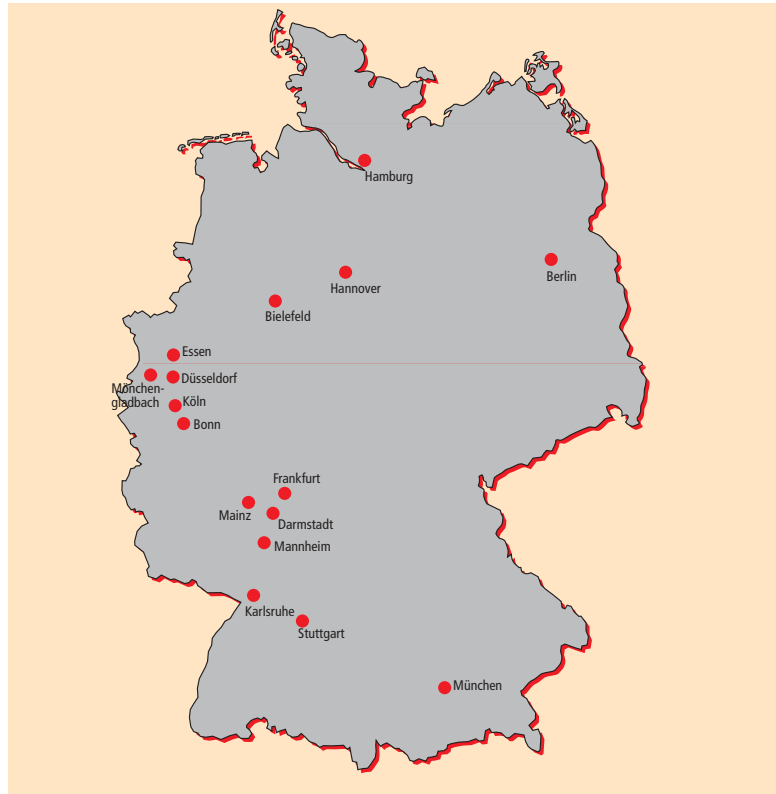 Hamburg
Berlin
Hannover
Bielefeld
Essen
Düsseldorf
Mönchen-
gladbach
Köln
Bonn
Frankfurt
Mainz
Darmstadt
Mannheim
Karlsruhe
Stuttgart
München